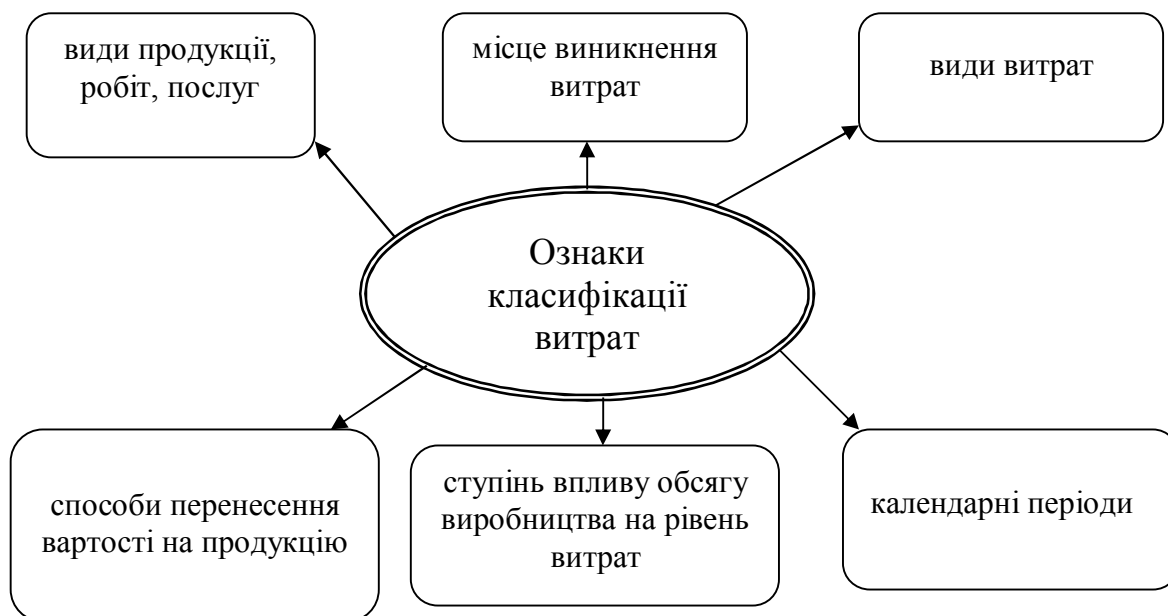 види продукції,
робіт, послуг
місце виникнення
витрат
види витрат
Ознаки
класифікації
витрат
способи перенесення
вартості на продукцію
ступінь впливу обсягу
виробництва на рівень
витрат
календарні періоди